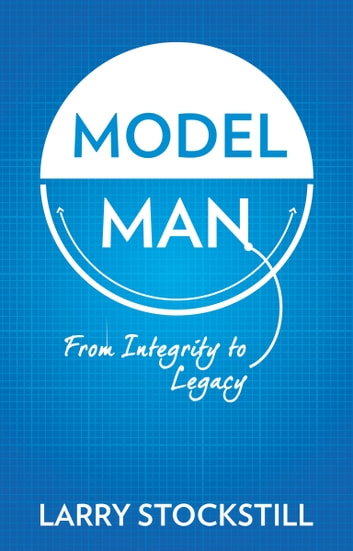 MODEL
MAN
From Integrity to
Legacy
LARRY STOCKSTILL